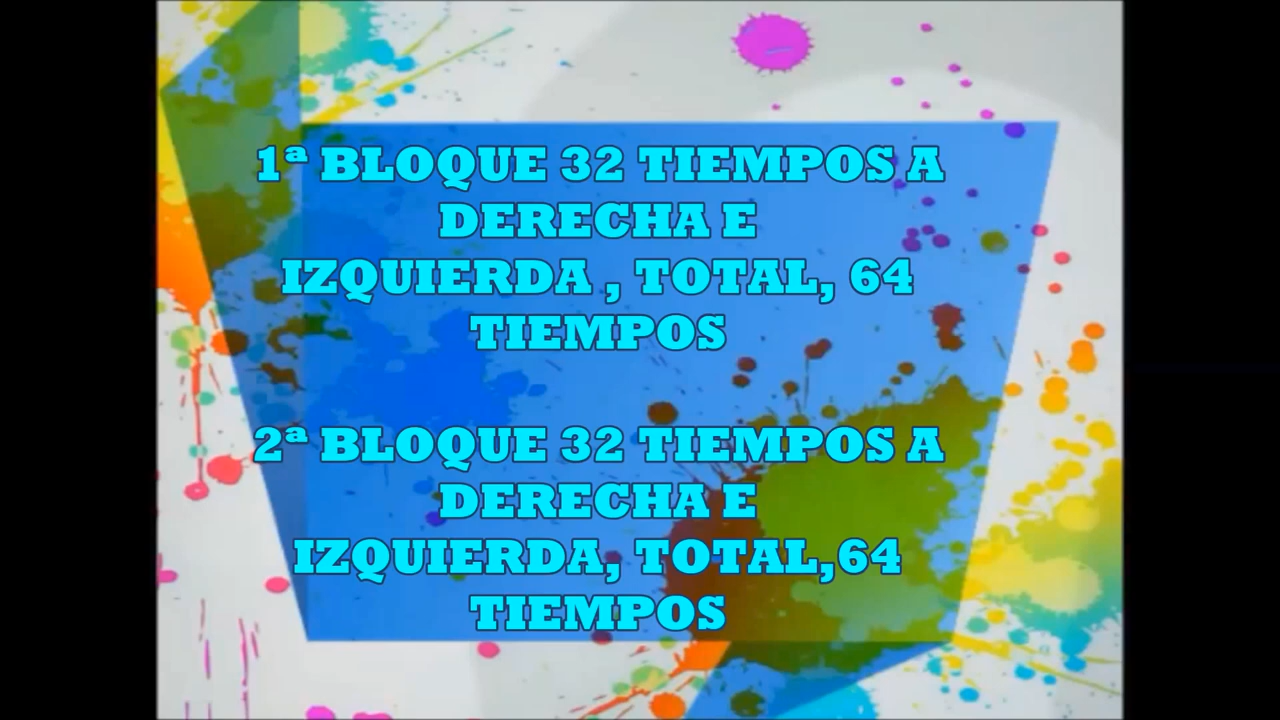 1ª BLOQUE 32 TIEMPOS A
DERECHA E
IZQUIERDA , TOTAL, 64
TIEMPOS
2ª BLOQUE 32 TIEMPOS A
DERECHA E
IZQUIERDA, TOTAL,64
TIEMPOS